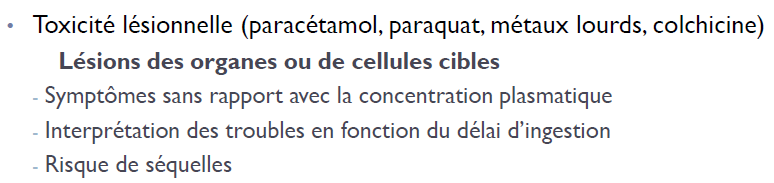 • Toxicité lésionnelle (paracétamol, paraquat, métaux lourds, colchicine)
Lésions des organes ou de cellules cibles
- Symptômes sans rapport avec la concentration plasmatique
- Interprétation des troubles en fonction du délai d’ingestion
- Risque de séquelles